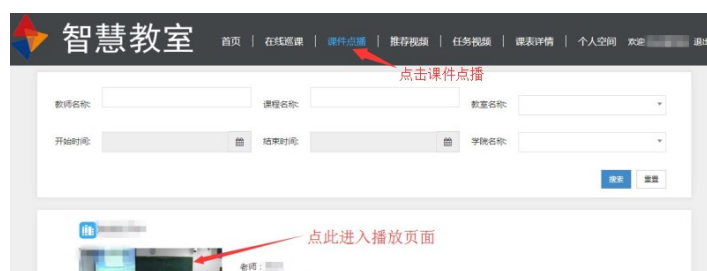 智慧教室
首页 | 在线巡课 | 课件点播 | 推荐视频 | 任务视频 | 课表详情 | 个人空间 欢迎 退出
点击课件点播
教师名称: 课程名称: 教室名称:
开始时间: 结束时间: 学院名称:
搜索 重置
点此进入播放页面
老师：